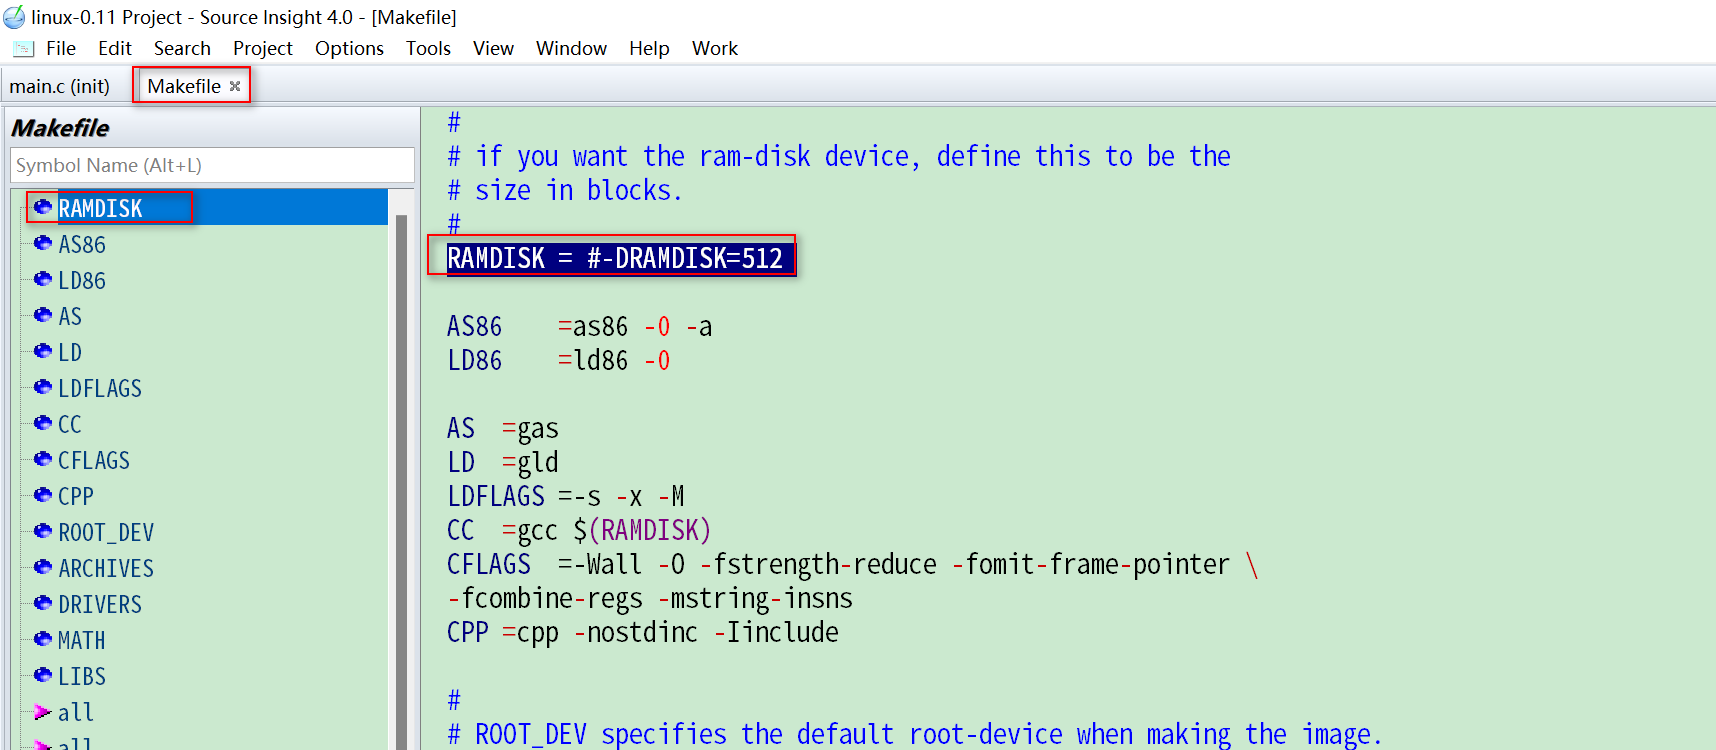 linux-0.11 Project - Source Insight 4.0 - [Makefile]
File Edit Search Project Options Tools View Window Help Work
main.c (init) Makefile
Makefile
Symbol Name (Alt+L)
RAMDISK
AS86
LD86
AS
LD
LDFLAGS
CC
CFLAGS
CPP
ROOT_DEV
ARCHIVES
DRIVERS
MATH
LIBS
all
all
#
# if you want the ram-disk device, define this to be the
# size in blocks.
#
RAMDISK = #-DRAMDISK=512
AS86 =as86 -0 -a
LD86 =ld86 -0
AS =gas
LD =gld
LDFLAGS =-s -x -M
CC =gcc $(RAMDISK)
CFLAGS =-Wall -O -fstrength-reduce -fomit-frame-pointer \
-fcombine-regs -mstring-insns
CPP =cpp -nostdinc -Iinclude
#
# ROOT_DEV specifies the default root-device when making the image.